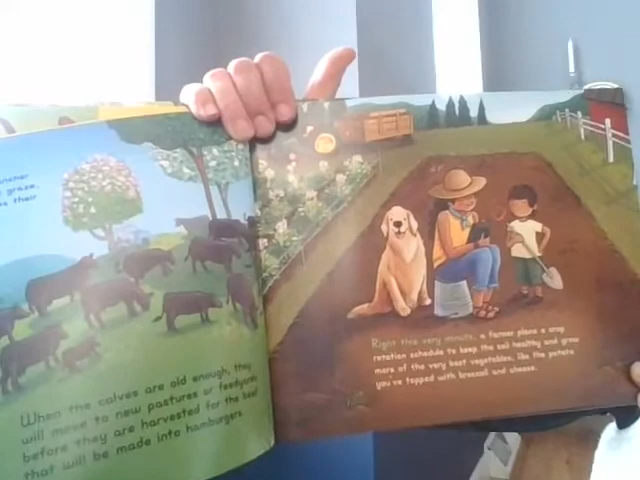 graze,
s their
When the calves are old enough, they
will move to new pastures or feedyards
before they are harvested for the beef
that will be made into hamburgers.
Right this very minute, a farmer plans a crop
rotation schedule to keep the soil healthy and grow
more of the very best vegetables, like the potato
you've topped with broccoli and cheese.